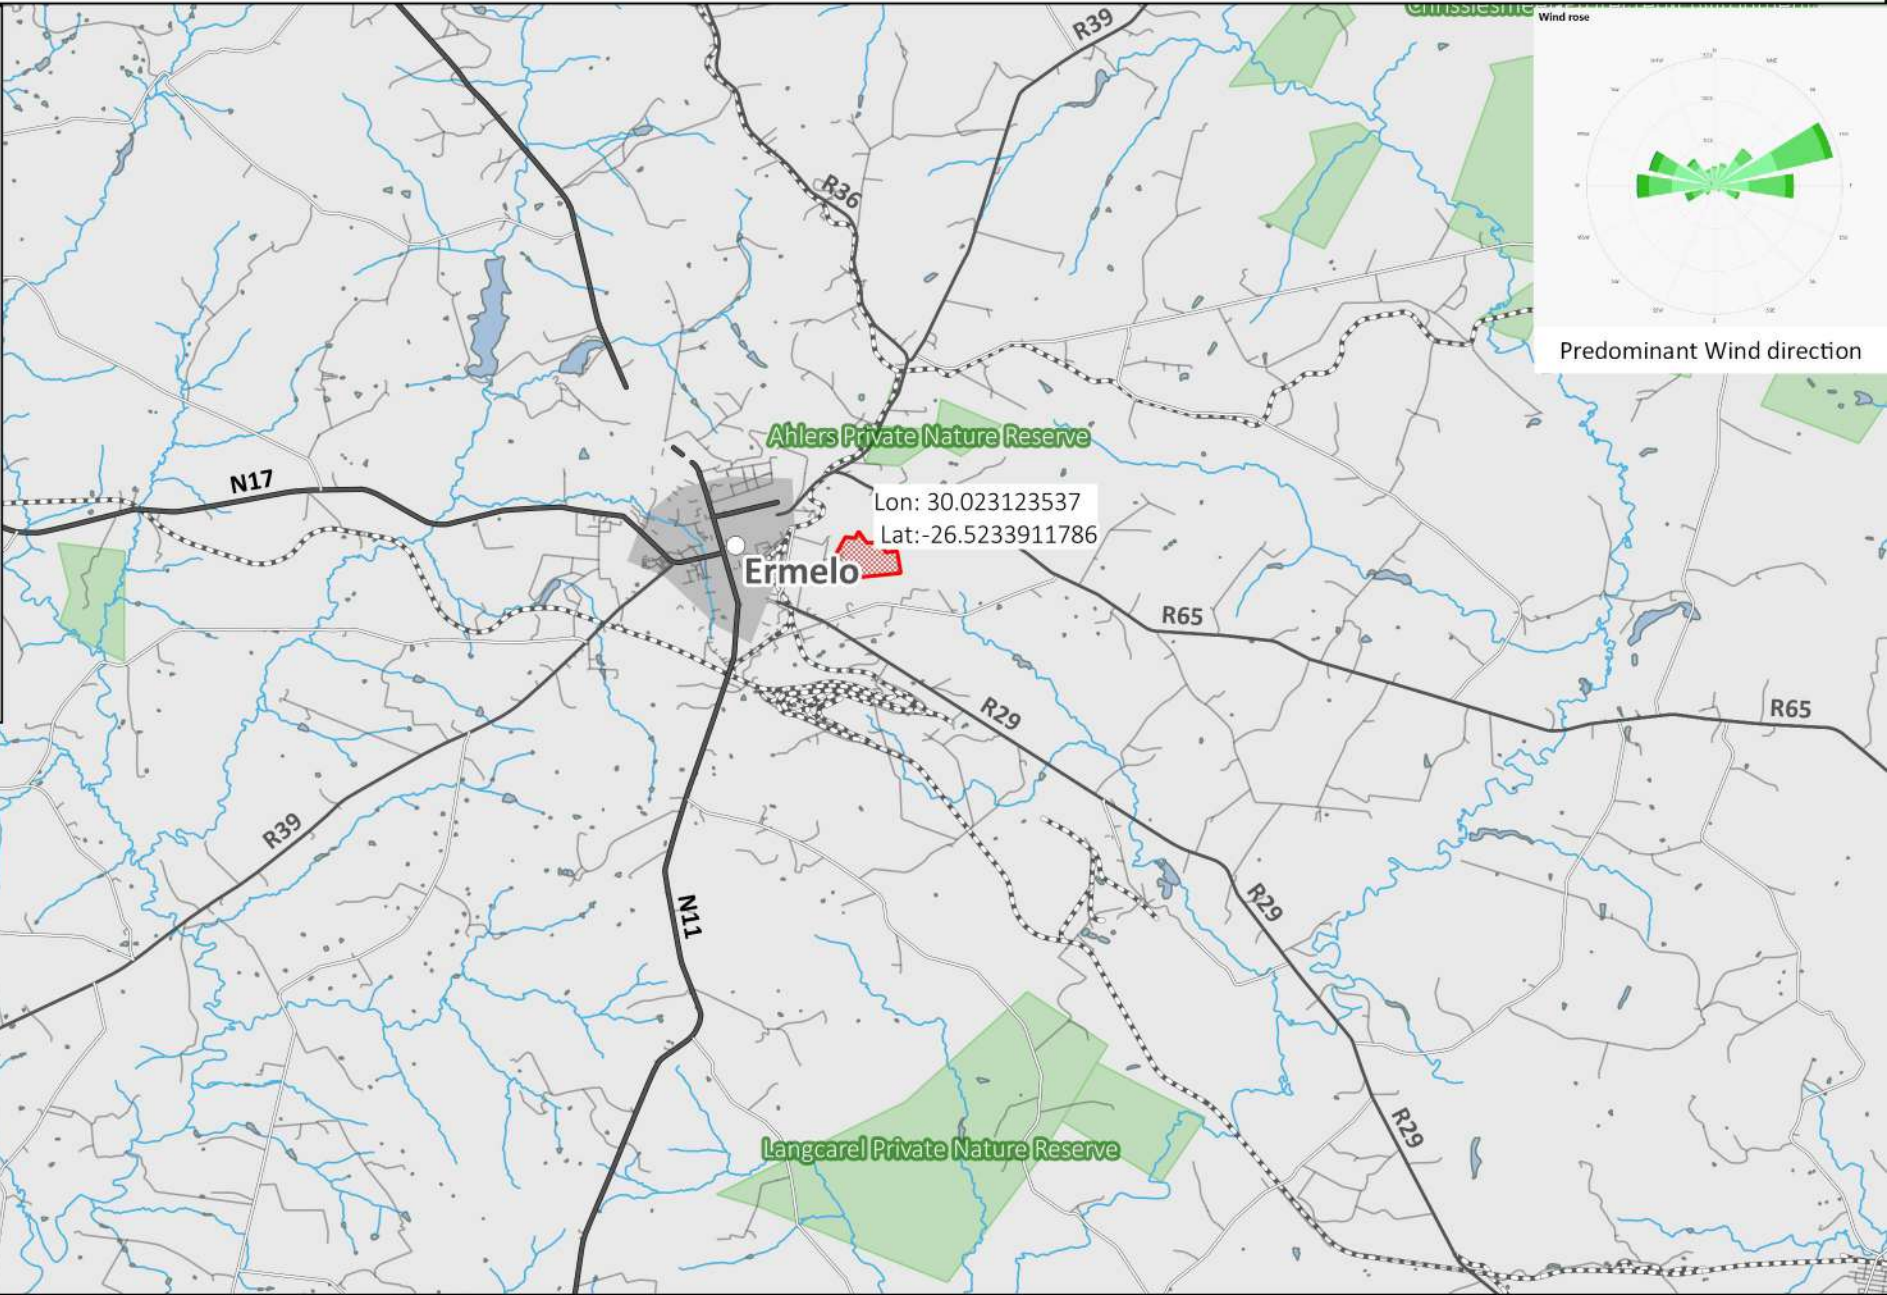 Wind rose
R39
R36
Predominant Wind direction
Ahlers Private Nature Reserve
N17
Lon: 30.023123537
Lat:-26.5233911786
Ermelo
R65
R65
R29
R39
N11
R29
R29
Langcarel Private Nature Reserve